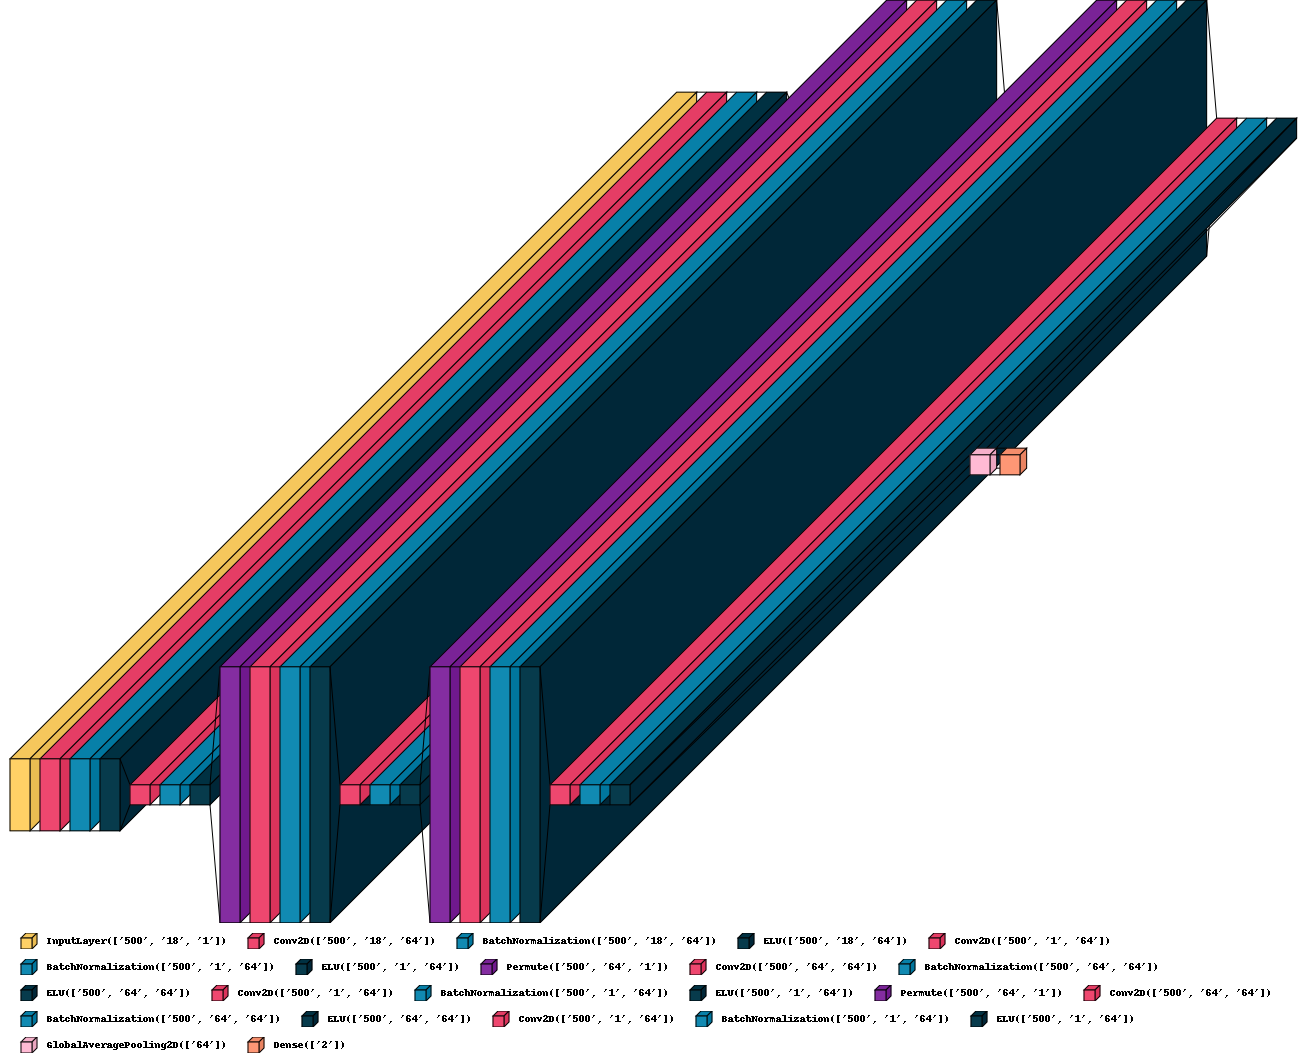 InputLayer(['500', '18', '1']) Conv2D(['500', '18', '64']) BatchNormalization(['500', '18', '64']) ELU(['500', '18', '64']) Conv2D(['500', '1', '64'])
BatchNormalization(['500', '1', '64']) ELU(['500', '1', '64']) Permute(['500', '64', '1']) Conv2D(['500', '64', '64']) BatchNormalization(['500', '64', '64'])
ELU(['500', '64', '64']) Conv2D(['500', '1', '64']) BatchNormalization(['500', '1', '64']) ELU(['500', '1', '64']) Permute(['500', '64', '1']) Conv2D(['500', '64', '64'])
BatchNormalization(['500', '64', '64']) ELU(['500', '64', '64']) Conv2D(['500', '1', '64']) BatchNormalization(['500', '1', '64']) ELU(['500', '1', '64'])
GlobalAveragePooling2D(['64']) Dense(['2'])